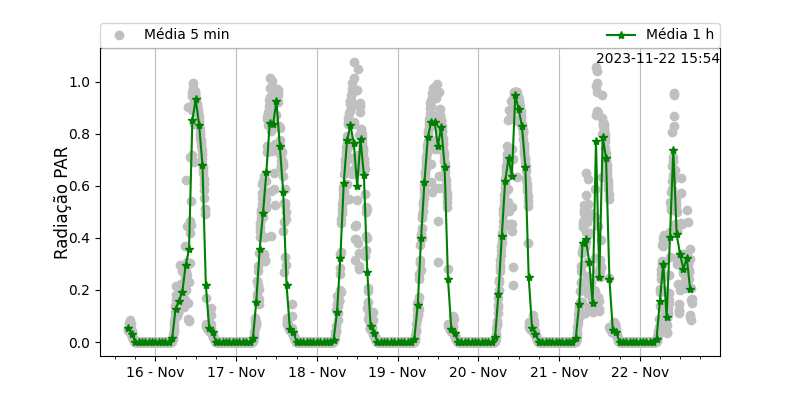 Média 5 min
Média 1 h
2023-11-22 15:54
Radiação PAR
1.0
0.8
0.6
0.4
0.2
0.0
16 - Nov
17 - Nov
18 - Nov
19 - Nov
20 - Nov
21 - Nov
22 - Nov